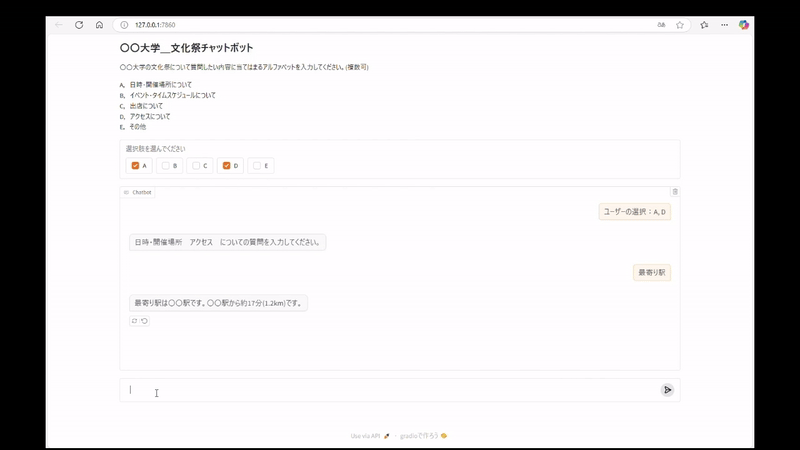 127.0.0.1:7860
〇〇大学__文化祭チャットボット
〇〇大学の文化祭について質問したい内容に当てはまるアルファベットを入力してください。(複数可)
A, 日時・開催場所について
B, イベント・タイムスケジュールについて
C, 出店について
D, アクセスについて
E, その他
選択肢を選んでください
A B C D E
Chatbot
ユーザーの選択：A, D
日時・開催場所 アクセス についての質問を入力してください。
最寄り駅
最寄り駅は〇〇駅です。〇〇駅から約17分(1.2km)です。
Use via API · gradioで作ろう